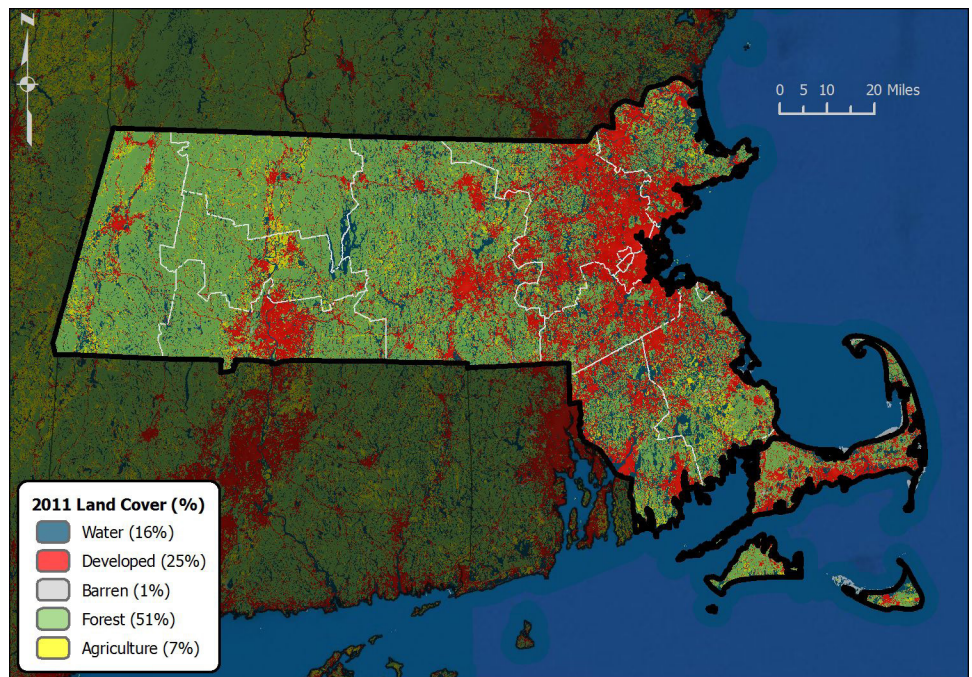 N
0 5 10 20 Miles
2011 Land Cover (%)
Water (16%)
Developed (25%)
Barren (1%)
Forest (51%)
Agriculture (7%)